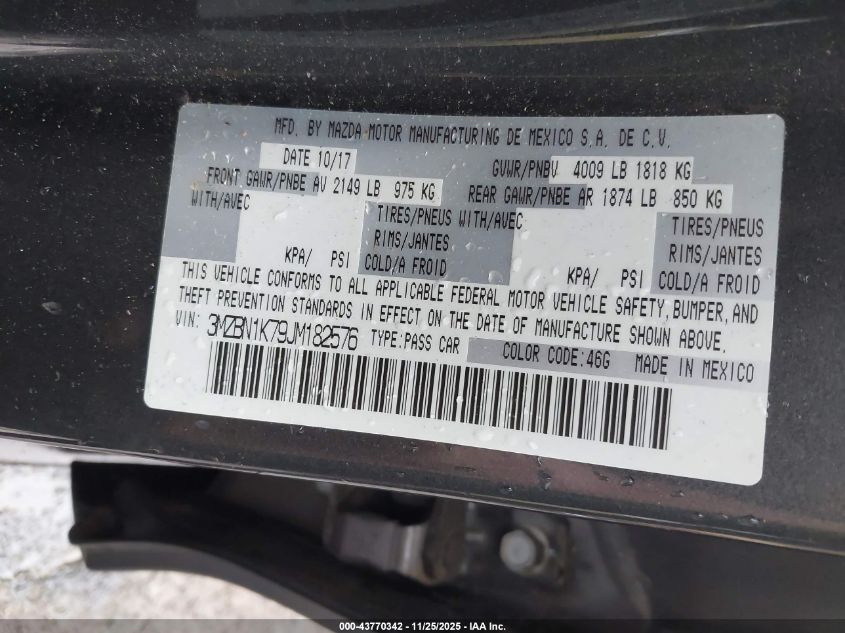 MFD. BY MAZDA MOTOR MANUFACTURING DE MEXICO S.A. DE C.V.
DATE 10/17 GVWR/PNBV 4009 LB 1818 KG
FRONT GAWR/PNBE AV 2149 LB 975 KG REAR GAWR/PNBE AR 1874 LB 850 KG
WITH/AVEC TIRES/PNEUS WITH/AVEC TIRES/PNEUS
RIMS/JANTES RIMS/JANTES
KPA/ PSI COLD/A FROID KPA/ PSI COLD/A FROID
THIS VEHICLE CONFORMS TO ALL APPLICABLE FEDERAL MOTOR VEHICLE SAFETY, BUMPER, AND
THEFT PREVENTION STANDARDS IN EFFECT ON THE DATE OF MANUFACTURE SHOWN ABOVE.
VIN: 3MZBN1K79JM182576 TYPE:PASS CAR COLOR CODE:46G MADE IN MEXICO
000-43770342 - 11/25/2025 - IAA Inc.